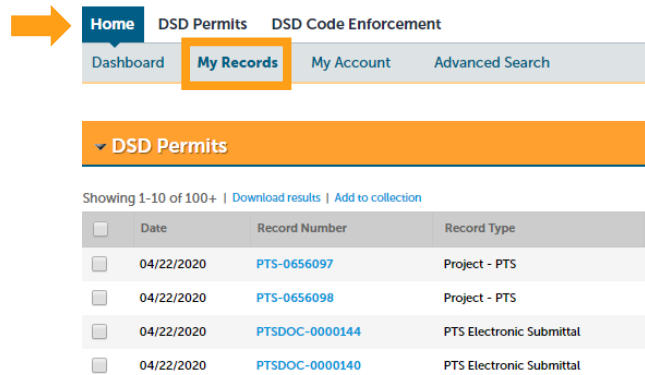 Home DSD Permits DSD Code Enforcement
Dashboard My Records My Account Advanced Search
DSD Permits
Showing 1-10 of 100+ | Download results | Add to collection
Date Record Number Record Type
04/22/2020 PTS-0656097 Project - PTS
04/22/2020 PTS-0656098 Project - PTS
04/22/2020 PTSDOC-0000144 PTS Electronic Submittal
04/22/2020 PTSDOC-0000140 PTS Electronic Submittal